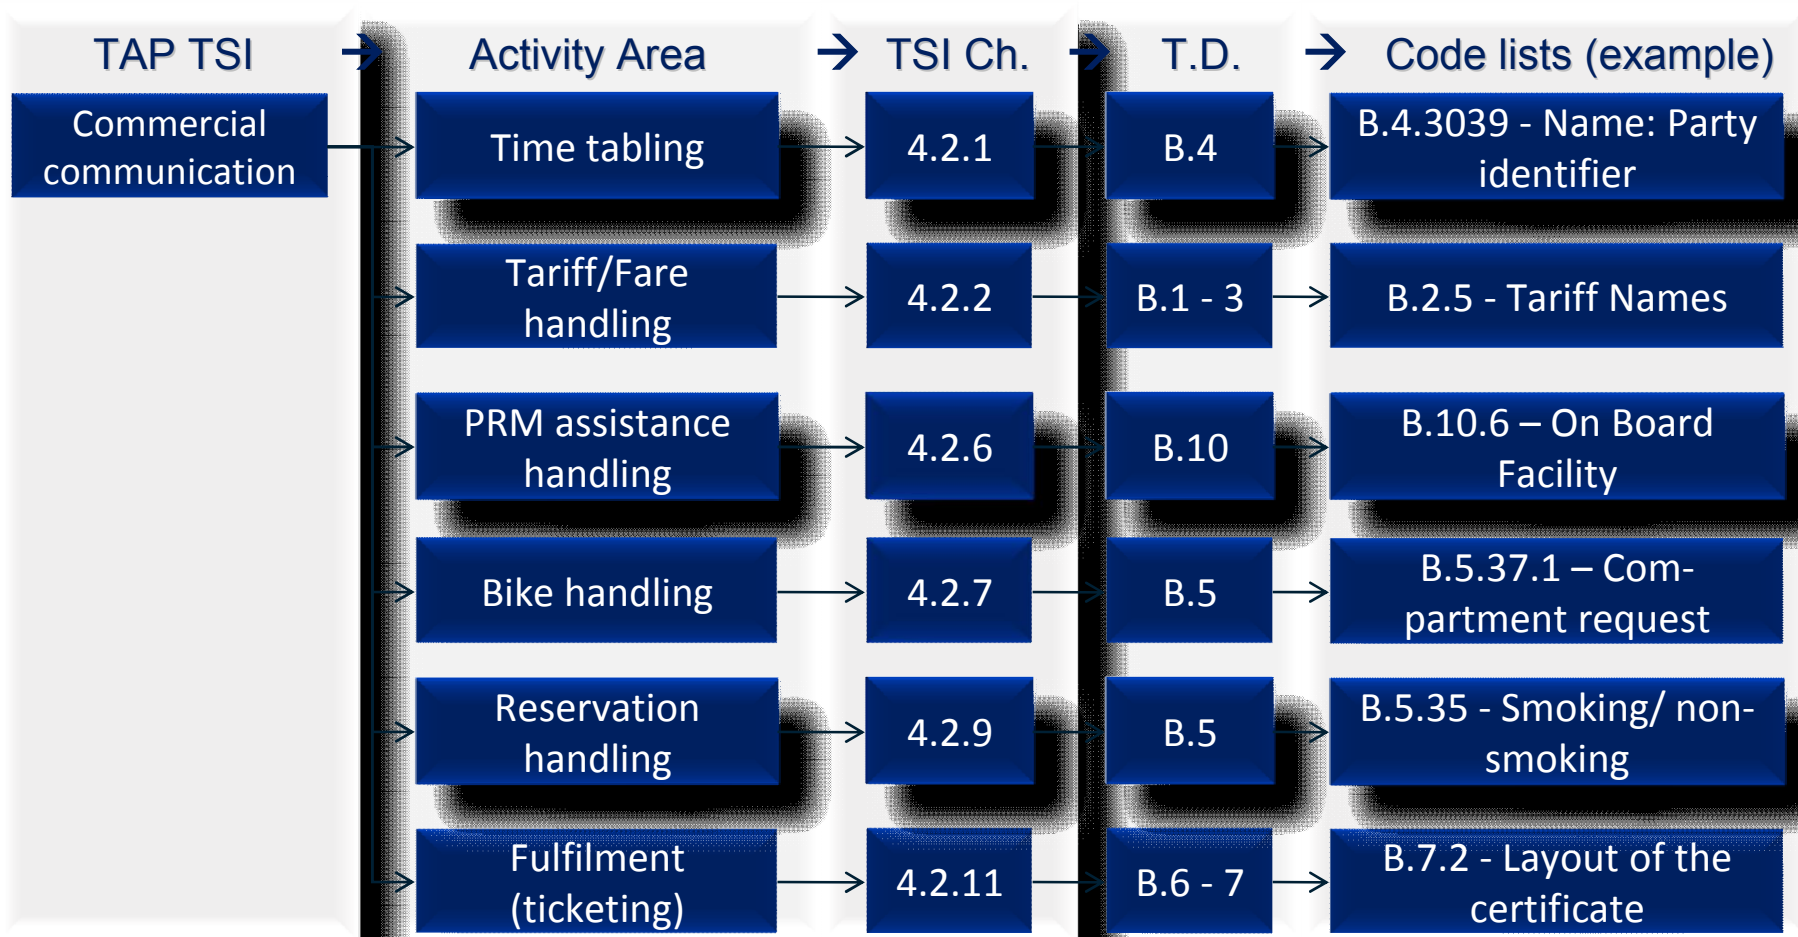 TAP TSI → Activity Area → TSI Ch. → T.D. → Code lists (example)
Commercial
communication
Time tabling
4.2.1
B.4
B.4.3039 - Name: Party
identifier
Tariff/Fare
handling
4.2.2
B.1 - 3
B.2.5 - Tariff Names
PRM assistance
handling
4.2.6
B.10
B.10.6 – On Board
Facility
Bike handling
4.2.7
B.5
B.5.37.1 – Com-
partment request
Reservation
handling
4.2.9
B.5
B.5.35 - Smoking/ non-
smoking
Fulfilment
(ticketing)
4.2.11
B.6 - 7
B.7.2 - Layout of the
certificate